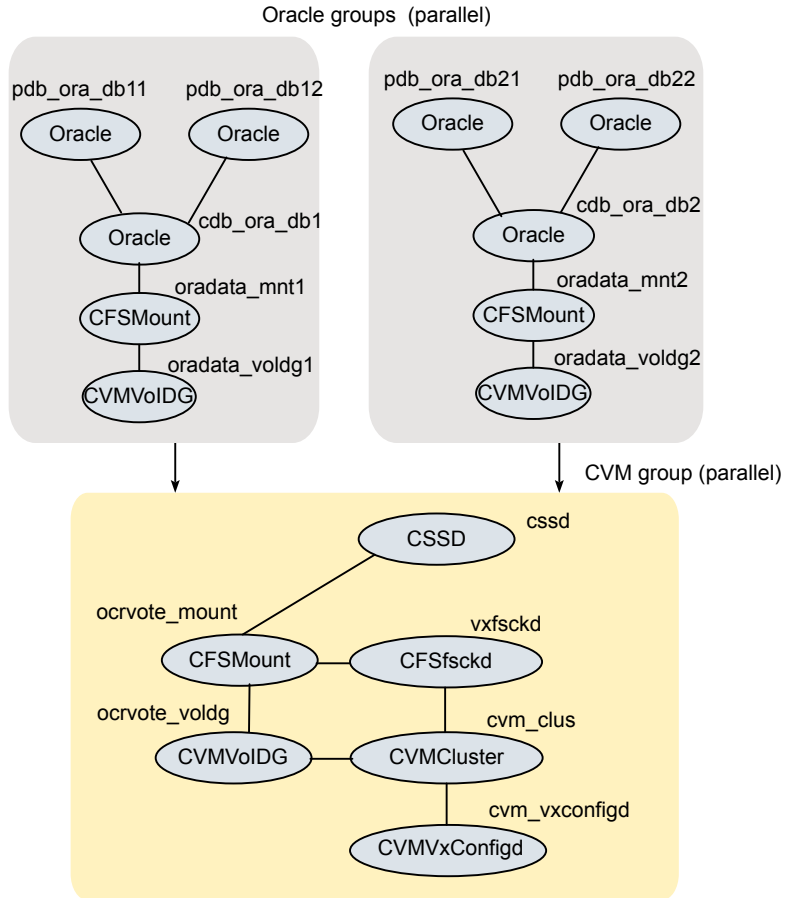 Oracle groups (parallel)
pdb_ora_db11
pdb_ora_db12
Oracle
Oracle
cdb_ora_db1
Oracle
oradata_mnt1
CFSMount
oradata_voldg1
CVMVolDG
pdb_ora_db21
pdb_ora_db22
Oracle
Oracle
cdb_ora_db2
Oracle
oradata_mnt2
CFSMount
oradata_voldg2
CVMVolDG
CVM group (parallel)
cssd
CSSD
ocrvote_mount
vxfsckd
CFSMount
CFSfsckd
ocrvote_voldg
cvm_clus
CVMVolDG
CVMCluster
cvm_vxconfigd
CVMVxConfigd